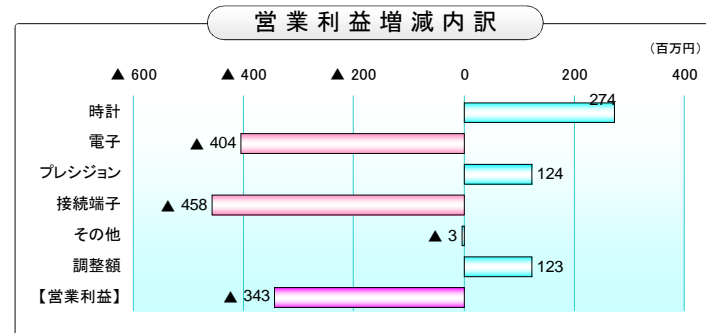 営業利益増減内訳
(百万円)
▲ 600 ▲ 400 ▲ 200 0 200 400
時計 274
電子 ▲ 404
プレシジョン 124
接続端子 ▲ 458
その他 ▲ 3
調整額 123
【営業利益】 ▲ 343